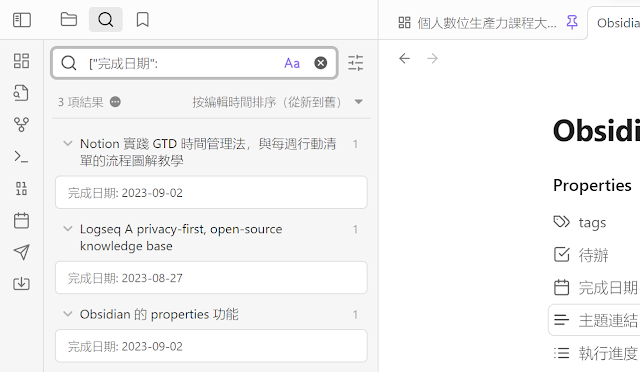 個人數位生產力課程大...
Obsidia
["完成日期":
Aa
3 項結果
按編輯時間排序（從新到舊）
Notion 實踐 GTD 時間管理法，與每週行動清
單的流程圖解教學
1
完成日期: 2023-09-02
Logseq A privacy-first, open-source
knowledge base
1
完成日期: 2023-08-27
Obsidian 的 properties 功能
1
完成日期: 2023-09-02
Obsidi
Properties
tags
待辦
完成日期
主題連結
執行進度